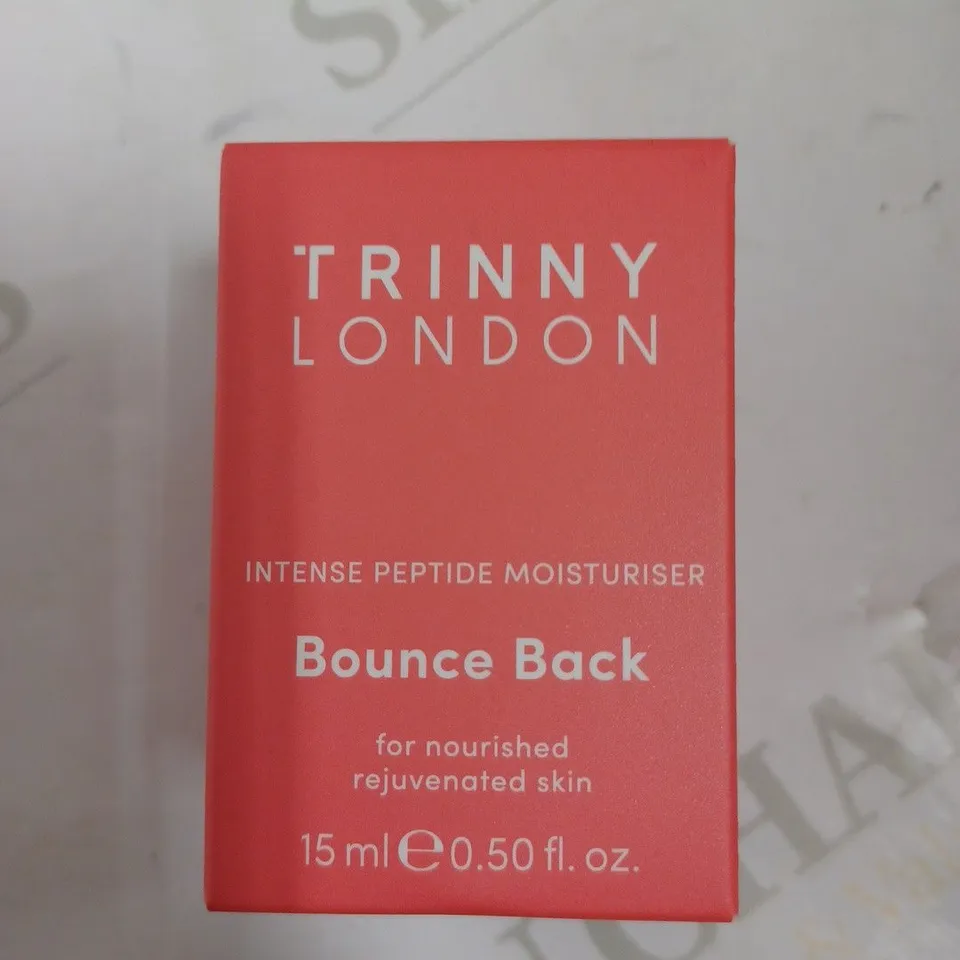 TRINNY
LONDON
INTENSE PEPTIDE MOISTURISER
Bounce Back
for nourished
rejuvenated skin
15 ml e 0.50 fl. oz.